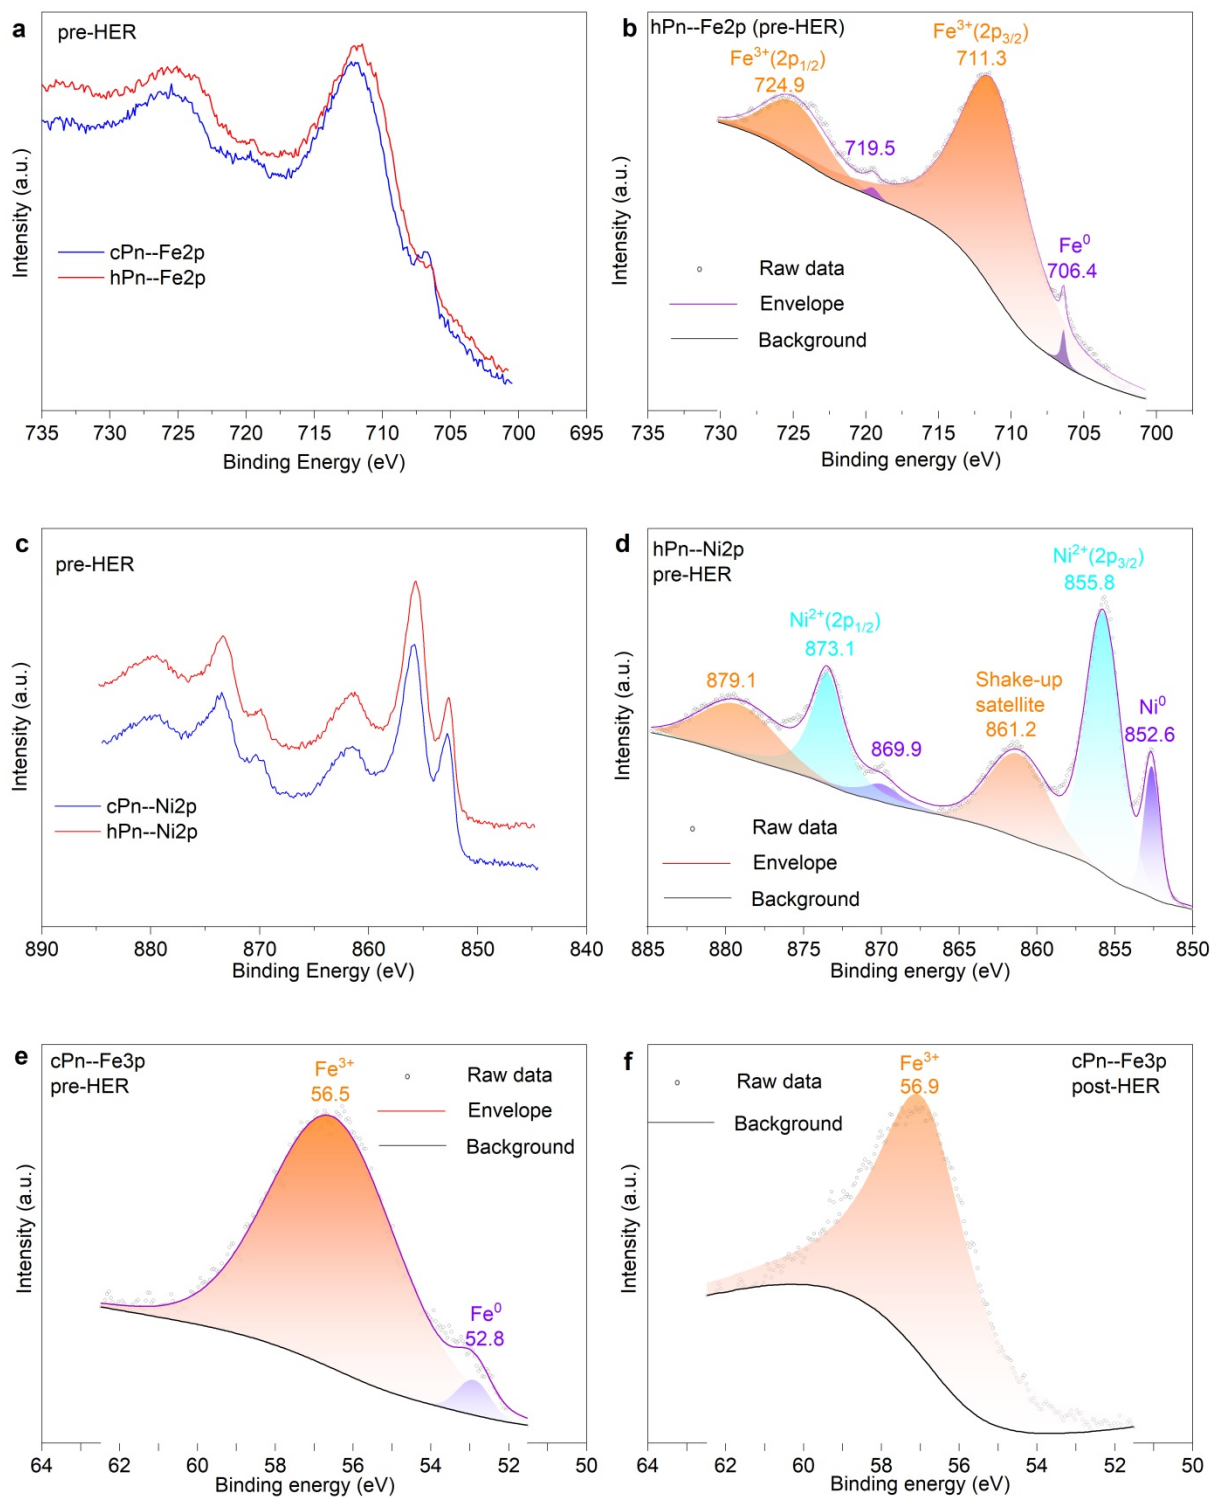 a
pre-HER
cPn--Fe2p
hPn--Fe2p
Intensity (a.u.)
735 730 725 720 715 710 705 700 695
Binding Energy (eV)
b
hPn--Fe2p (pre-HER)
Fe³⁺(2p₃/₂)
711.3
Fe³⁺(2p₁/₂)
724.9
719.5
Fe⁰
706.4
Raw data
Envelope
Background
Intensity (a.u.)
730 725 720 715 710 705 700
Binding energy (eV)
c
pre-HER
cPn--Ni2p
hPn--Ni2p
Intensity (a.u.)
890 880 870 860 850 840
Binding Energy (eV)
d
hPn--Ni2p
pre-HER
Ni²⁺(2p₃/₂)
855.8
Ni²⁺(2p₁/₂)
873.1
879.1
Shake-up
satellite
861.2
Ni⁰
852.6
869.9
Raw data
Envelope
Background
Intensity (a.u.)
885 880 875 870 865 860 855 850
Binding energy (eV)
e
cPn--Fe3p
pre-HER
Fe³⁺
56.5
Raw data
Envelope
Background
Fe⁰
52.8
Intensity (a.u.)
64 62 60 58 56 54 52 50
Binding energy (eV)
f
Raw data
Background
Fe³⁺
56.9
cPn--Fe3p
post-HER
Intensity (a.u.)
64 62 60 58 56 54 52 50
Binding energy (eV)